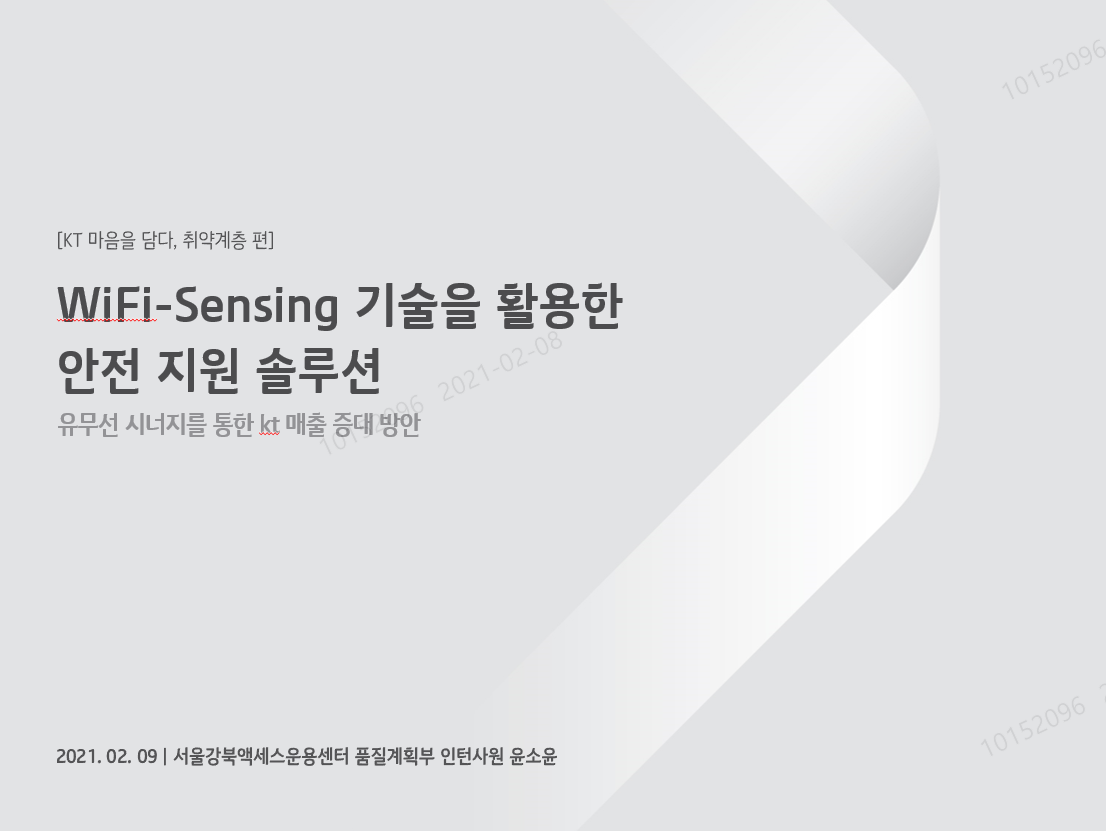 [KT 마음을 담다, 취약계층 편]
WiFi-Sensing 기술을 활용한
안전 지원 솔루션
유무선 시너지를 통한 kt 매출 증대 방안
2021. 02. 09 | 서울강북액세스운용센터 품질계획부 인턴사원 윤소윤
10152096
10152096 2021-02-08
10152096 2